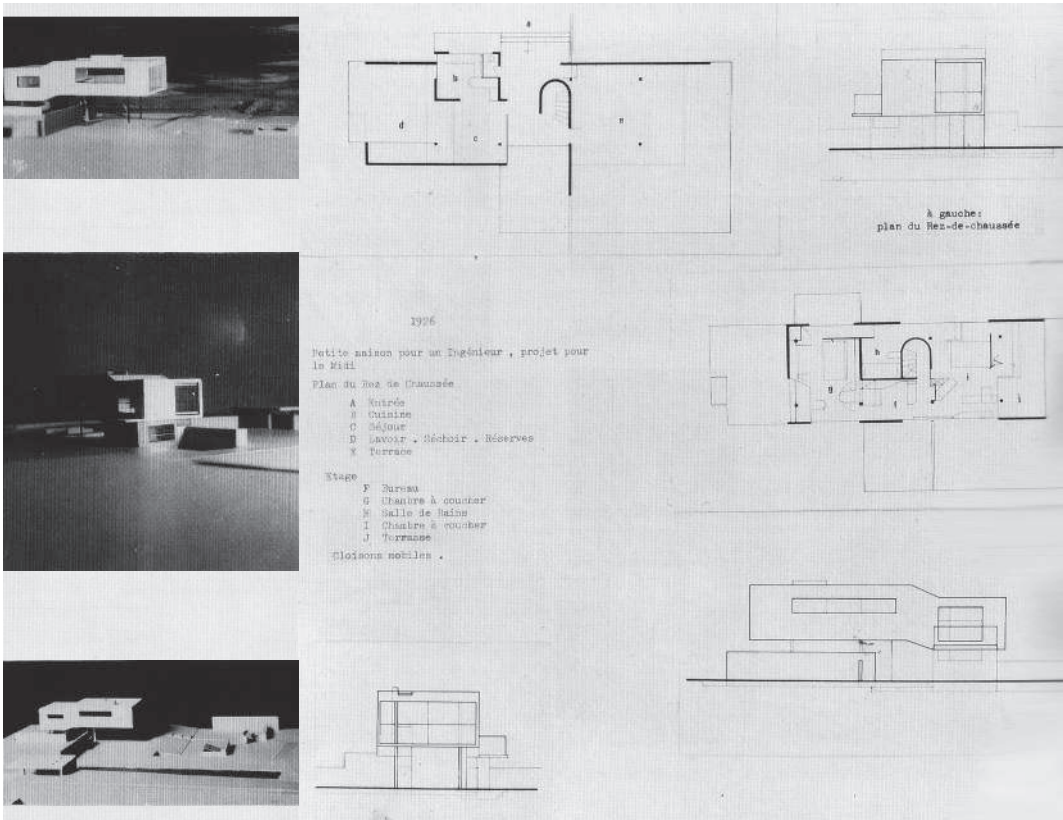 a
b
c
d
e
à gauche:
plan du Rez-de-chaussée
1926
Petite maison pour un Ingénieur , projet pour
le Midi
Plan du Rez de Chaussée
A Entrée
B Cuisine
C Séjour
D Lavoir . Séchoir . Réserves
E Terrace
Etage
F Bureau
G Chambre à coucher
H Salle de Bains
I Chambre à coucher
J Terrasse
Cloisons mobiles .
h
g
f
i
j